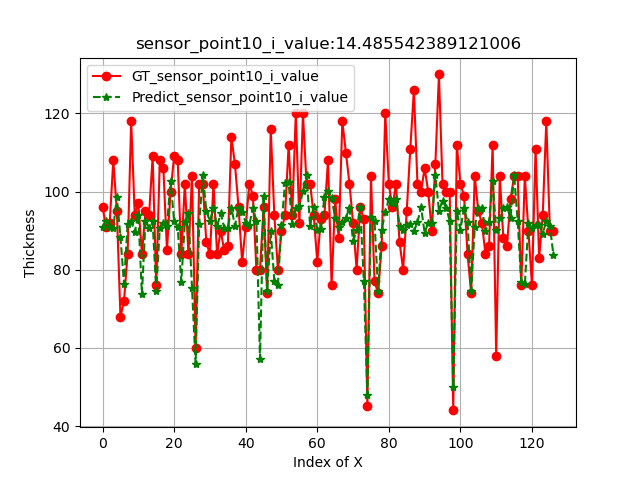 sensor_point10_i_value:14.485542389121006
GT_sensor_point10_i_value
Predict_sensor_point10_i_value
Thickness
120
100
80
60
40
0 20 40 60 80 100 120
Index of X